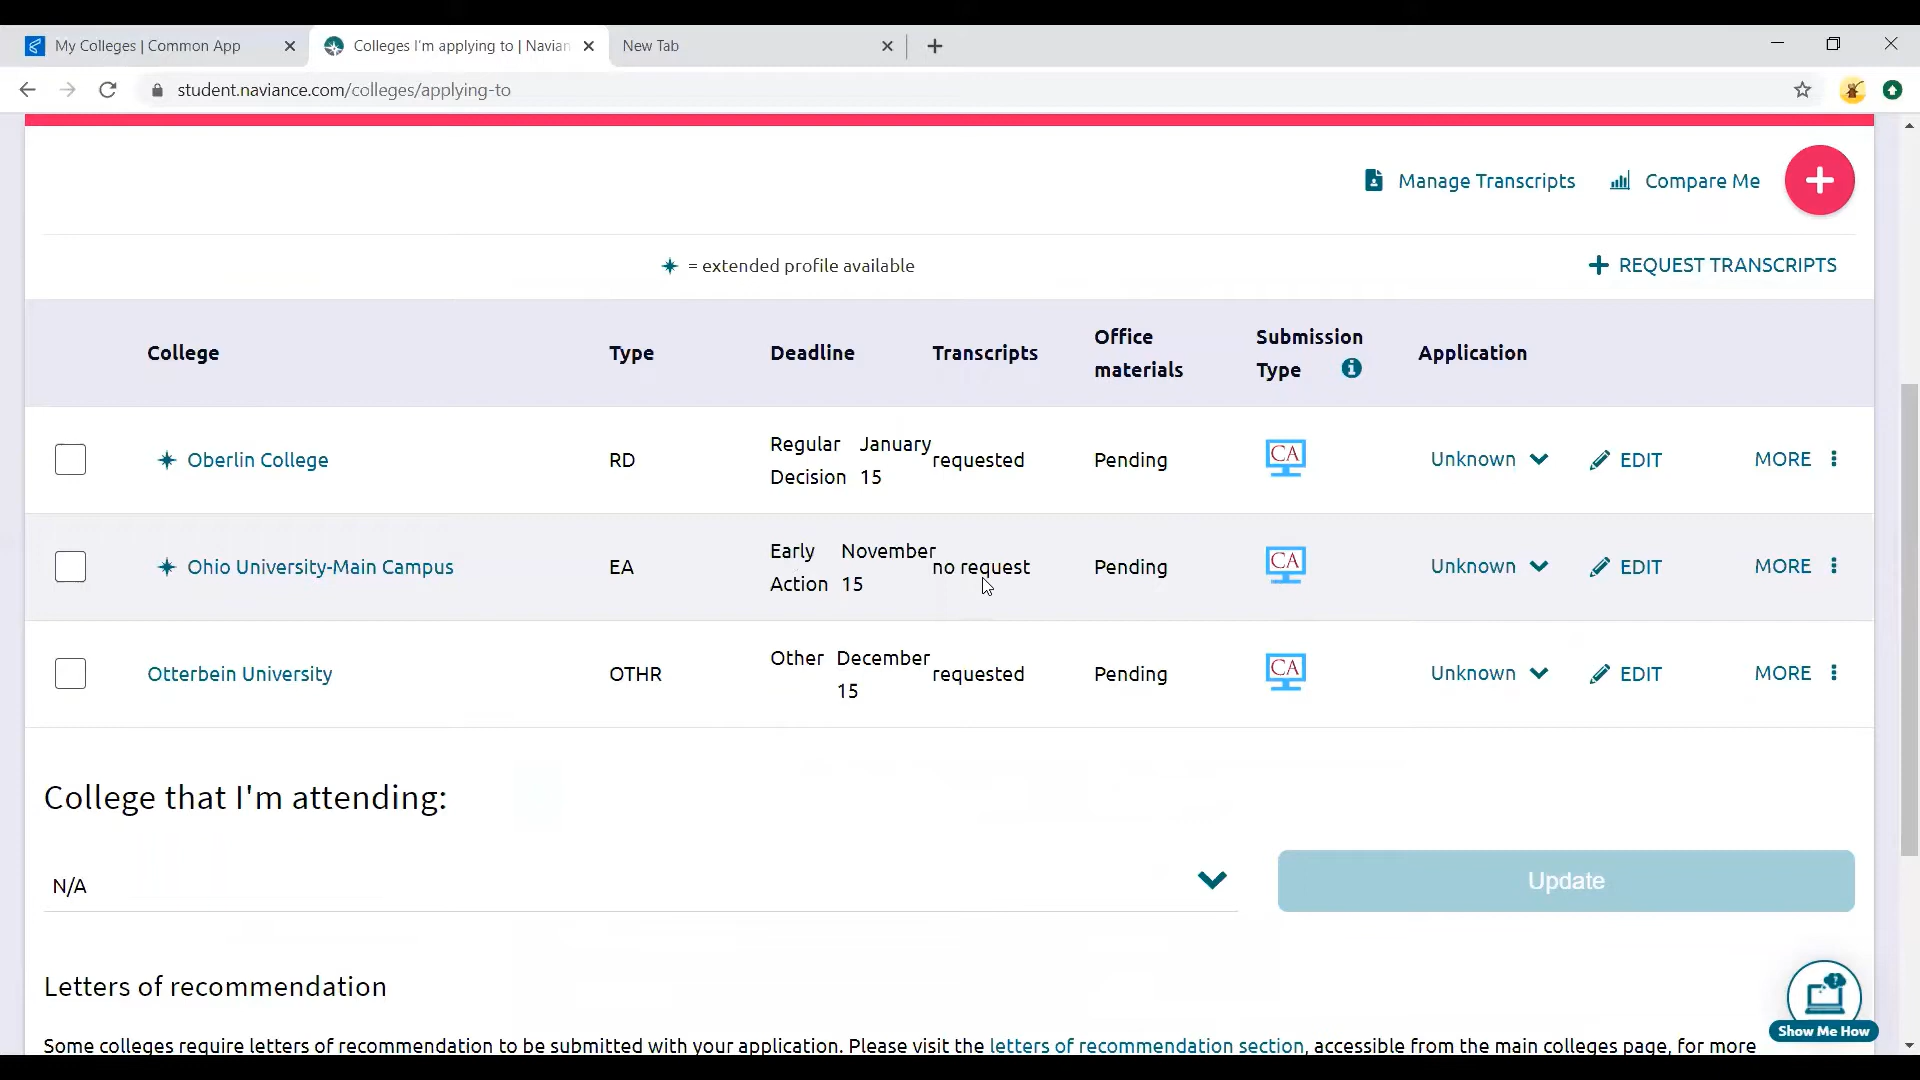 My Colleges | Common App
Colleges I'm applying to | Navian
New Tab
student.naviance.com/colleges/applying-to
Manage Transcripts
Compare Me
= extended profile available
REQUEST TRANSCRIPTS
College Type Deadline Transcripts Office materials Submission Type Application
Oberlin College RD Regular Decision January 15 requested Pending CA Unknown EDIT MORE
Ohio University-Main Campus EA Early Action November 15 no request Pending CA Unknown EDIT MORE
Otterbein University OTHR Other December 15 requested Pending CA Unknown EDIT MORE
College that I'm attending:
N/A
Update
Letters of recommendation
Show Me How
Some colleges require letters of recommendation to be submitted with your application. Please visit the letters of recommendation section, accessible from the main colleges page, for more